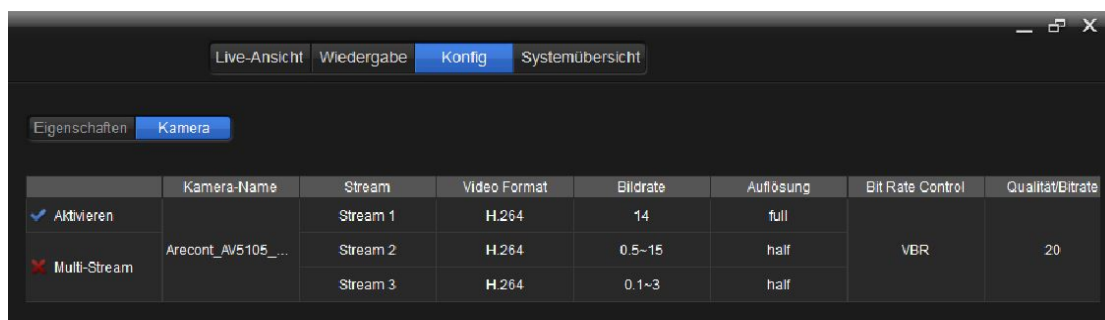 Live-Ansicht Wiedergabe Konfig Systemübersicht
Eigenschaften Kamera
Kamera-Name Stream Video Format Bildrate Auflösung Bit Rate Control Qualität/Bitrate
Aktivieren Arecont_AV5105_... Stream 1 H.264 14 full VBR 20
Multi-Stream Stream 2 H.264 0.5~15 half
Stream 3 H.264 0.1~3 half